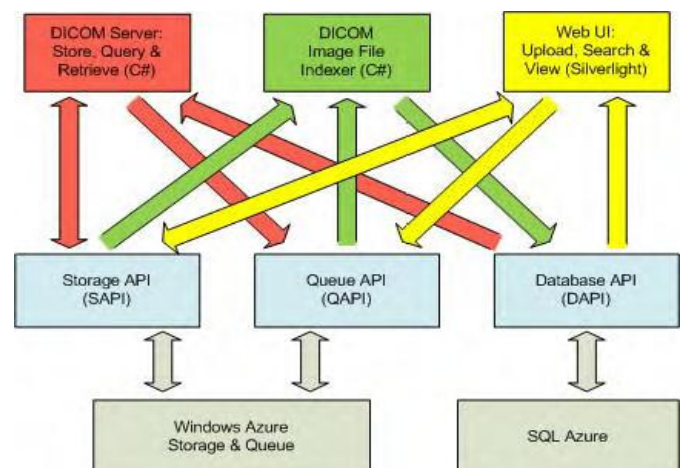 DICOM Server:
Store, Query &
Retrieve (C#)
DICOM
Image File
Indexer (C#)
Web UI:
Upload, Search &
View (Silverlight)
Storage API
(SAPI)
Queue API
(QAPI)
Database API
(DAPI)
Windows Azure
Storage & Queue
SQL Azure